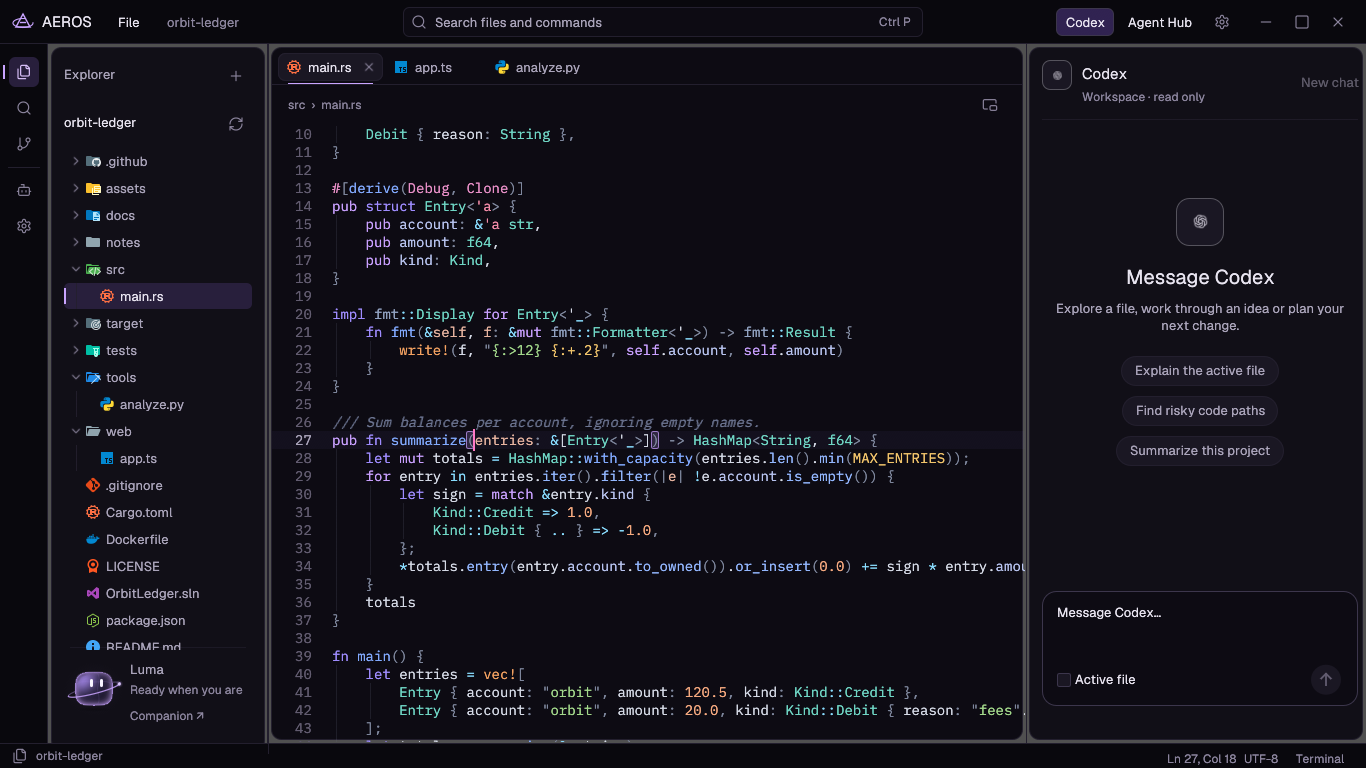 AEROS File orbit-ledger Search files and commands Ctrl P Codex Agent Hub
Explorer
orbit-ledger
.github
assets
docs
notes
src
main.rs
target
tests
tools
analyze.py
web
app.ts
.gitignore
Cargo.toml
Dockerfile
LICENSE
OrbitLedger.sln
package.json
README.md
Luma
Ready when you are
Companion ↗
main.rs app.ts analyze.py
src › main.rs
10     Debit { reason: String },
11 }
12
13 #[derive(Debug, Clone)]
14 pub struct Entry<'a> {
15     pub account: &'a str,
16     pub amount: f64,
17     pub kind: Kind,
18 }
19
20 impl fmt::Display for Entry<'_> {
21     fn fmt(&self, f: &mut fmt::Formatter<'_>) -> fmt::Result {
22         write!(f, "{:>12} {:+.2}", self.account, self.amount)
23     }
24 }
25
26 /// Sum balances per account, ignoring empty names.
27 pub fn summarize(entries: &[Entry<'_>]) -> HashMap<String, f64> {
28     let mut totals = HashMap::with_capacity(entries.len().min(MAX_ENTRIES));
29     for entry in entries.iter().filter(|e| !e.account.is_empty()) {
30         let sign = match &entry.kind {
31             Kind::Credit => 1.0,
32             Kind::Debit { .. } => -1.0,
33         };
34         *totals.entry(entry.account.to_owned()).or_insert(0.0) += sign * entry.amou
35     }
36     totals
37 }
38
39 fn main() {
40     let entries = vec![
41         Entry { account: "orbit", amount: 120.5, kind: Kind::Credit },
42         Entry { account: "orbit", amount: 20.0, kind: Kind::Debit { reason: "fees".
43     ];
Codex
Workspace · read only
New chat
Message Codex
Explore a file, work through an idea or plan your
next change.
Explain the active file
Find risky code paths
Summarize this project
Message Codex…
Active file
orbit-ledger Ln 27, Col 18 UTF-8 Terminal